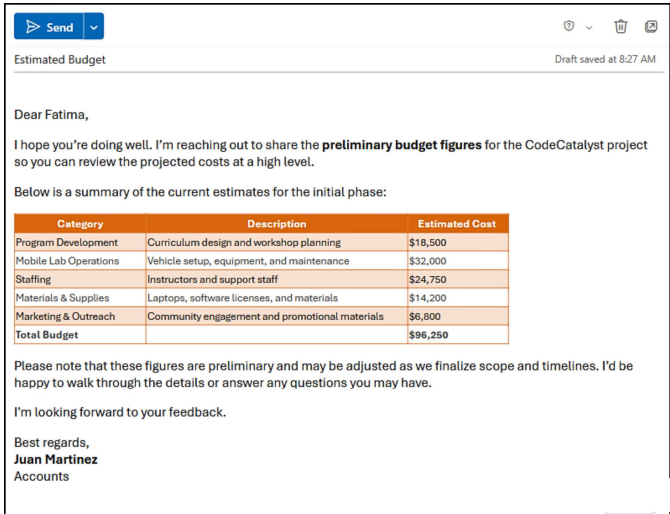 Send
Estimated Budget
Draft saved at 8:27 AM
Dear Fatima,
I hope you're doing well. I'm reaching out to share the preliminary budget figures for the CodeCatalyst project
so you can review the projected costs at a high level.
Below is a summary of the current estimates for the initial phase:
Category Description Estimated Cost
Program Development Curriculum design and workshop planning $18,500
Mobile Lab Operations Vehicle setup, equipment, and maintenance $32,000
Staffing Instructors and support staff $24,750
Materials & Supplies Laptops, software licenses, and materials $14,200
Marketing & Outreach Community engagement and promotional materials $6,800
Total Budget $96,250
Please note that these figures are preliminary and may be adjusted as we finalize scope and timelines. I'd be
happy to walk through the details or answer any questions you may have.
I'm looking forward to your feedback.
Best regards,
Juan Martinez
Accounts